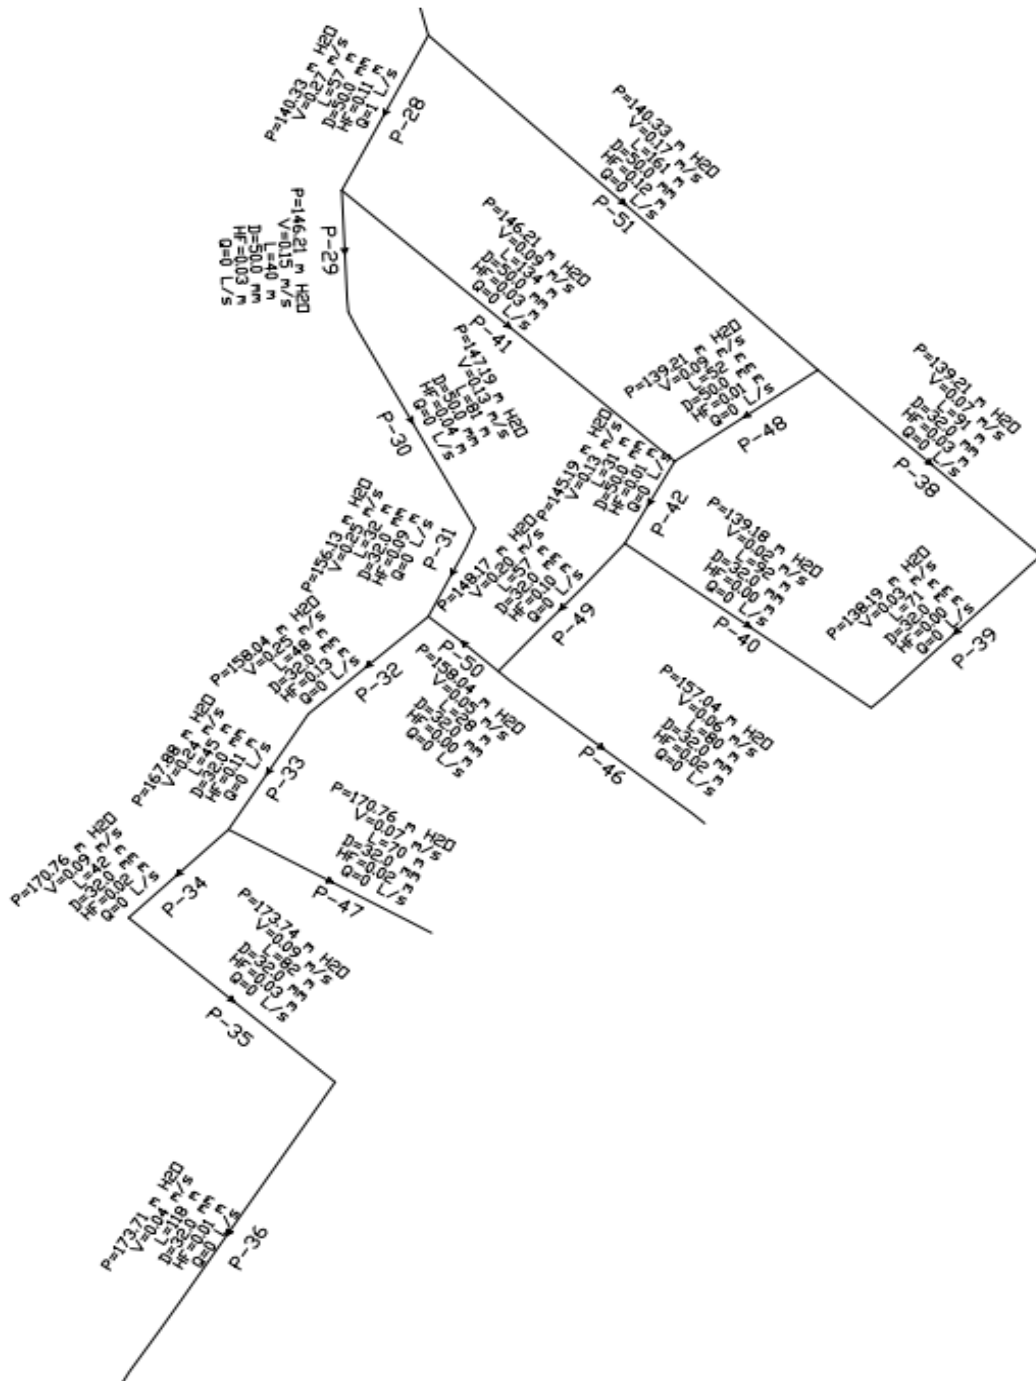 P=140.33 m H2O
V=0.27 m/s
L=57 m
D=50.0 mm
HF=0.11 m
Q=1 L/s
P-28
P=140.33 m H2O
V=0.17 m/s
L=161 m
D=50.0 mm
HF=0.12 m
Q=0 L/s
P-51
P=146.21 m H2O
V=0.15 m/s
L=40 m
D=50.0 mm
HF=0.03 m
Q=0 L/s
P-29
P=146.21 m H2O
V=0.09 m/s
L=134 m
D=50.0 mm
HF=0.03 m
Q=0 L/s
P-41
P=147.19 m H2O
V=0.13 m/s
L=81 m
D=50.0 mm
HF=0.04 m
Q=0 L/s
P-30
P=139.21 m H2O
V=0.09 m/s
L=52 m
D=50.0 mm
HF=0.01 m
Q=0 L/s
P-48
P=139.21 m H2O
V=0.07 m/s
L=91 m
D=32.0 mm
HF=0.03 m
Q=0 L/s
P-38
P=145.19 m H2O
V=0.13 m/s
L=31 m
D=50.0 mm
HF=0.01 m
Q=0 L/s
P-42
P=156.13 m H2O
V=0.25 m/s
L=32 m
D=32.0 mm
HF=0.09 m
Q=0 L/s
P-31
P=148.17 m H2O
V=0.20 m/s
L=57 m
D=32.0 mm
HF=0.10 m
Q=0 L/s
P-49
P=139.18 m H2O
V=0.02 m/s
L=92 m
D=32.0 mm
HF=0.00 m
Q=0 L/s
P-40
P=138.19 m H2O
V=0.03 m/s
L=71 m
D=32.0 mm
HF=0.00 m
Q=0 L/s
P-39
P=158.04 m H2O
V=0.25 m/s
L=48 m
D=32.0 mm
HF=0.13 m
Q=0 L/s
P-32
P=158.04 m H2O
V=0.05 m/s
L=28 m
D=32.0 mm
HF=0.00 m
Q=0 L/s
P-50
P=157.04 m H2O
V=0.06 m/s
L=80 m
D=32.0 mm
HF=0.02 m
Q=0 L/s
P-46
P=167.88 m H2O
V=0.24 m/s
L=45 m
D=32.0 mm
HF=0.11 m
Q=0 L/s
P-33
P=170.76 m H2O
V=0.07 m/s
L=70 m
D=32.0 mm
HF=0.02 m
Q=0 L/s
P-47
P=170.76 m H2O
V=0.09 m/s
L=42 m
D=32.0 mm
HF=0.02 m
Q=0 L/s
P-34
P=173.74 m H2O
V=0.09 m/s
L=82 m
D=32.0 mm
HF=0.03 m
Q=0 L/s
P-35
P=173.71 m H2O
V=0.04 m/s
L=118 m
D=32.0 mm
HF=0.01 m
Q=0 L/s
P-36